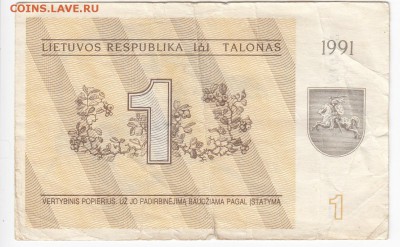 COINS.LAVE.RU
LIETUVOS RESPUBLIKA |1| TALONAS
1991
1
VERTYBINIS POPIERIUS. UŽ JO PADIRBINĖJIMĄ BAUDŽIAMA PAGAL ĮSTATYMĄ
1